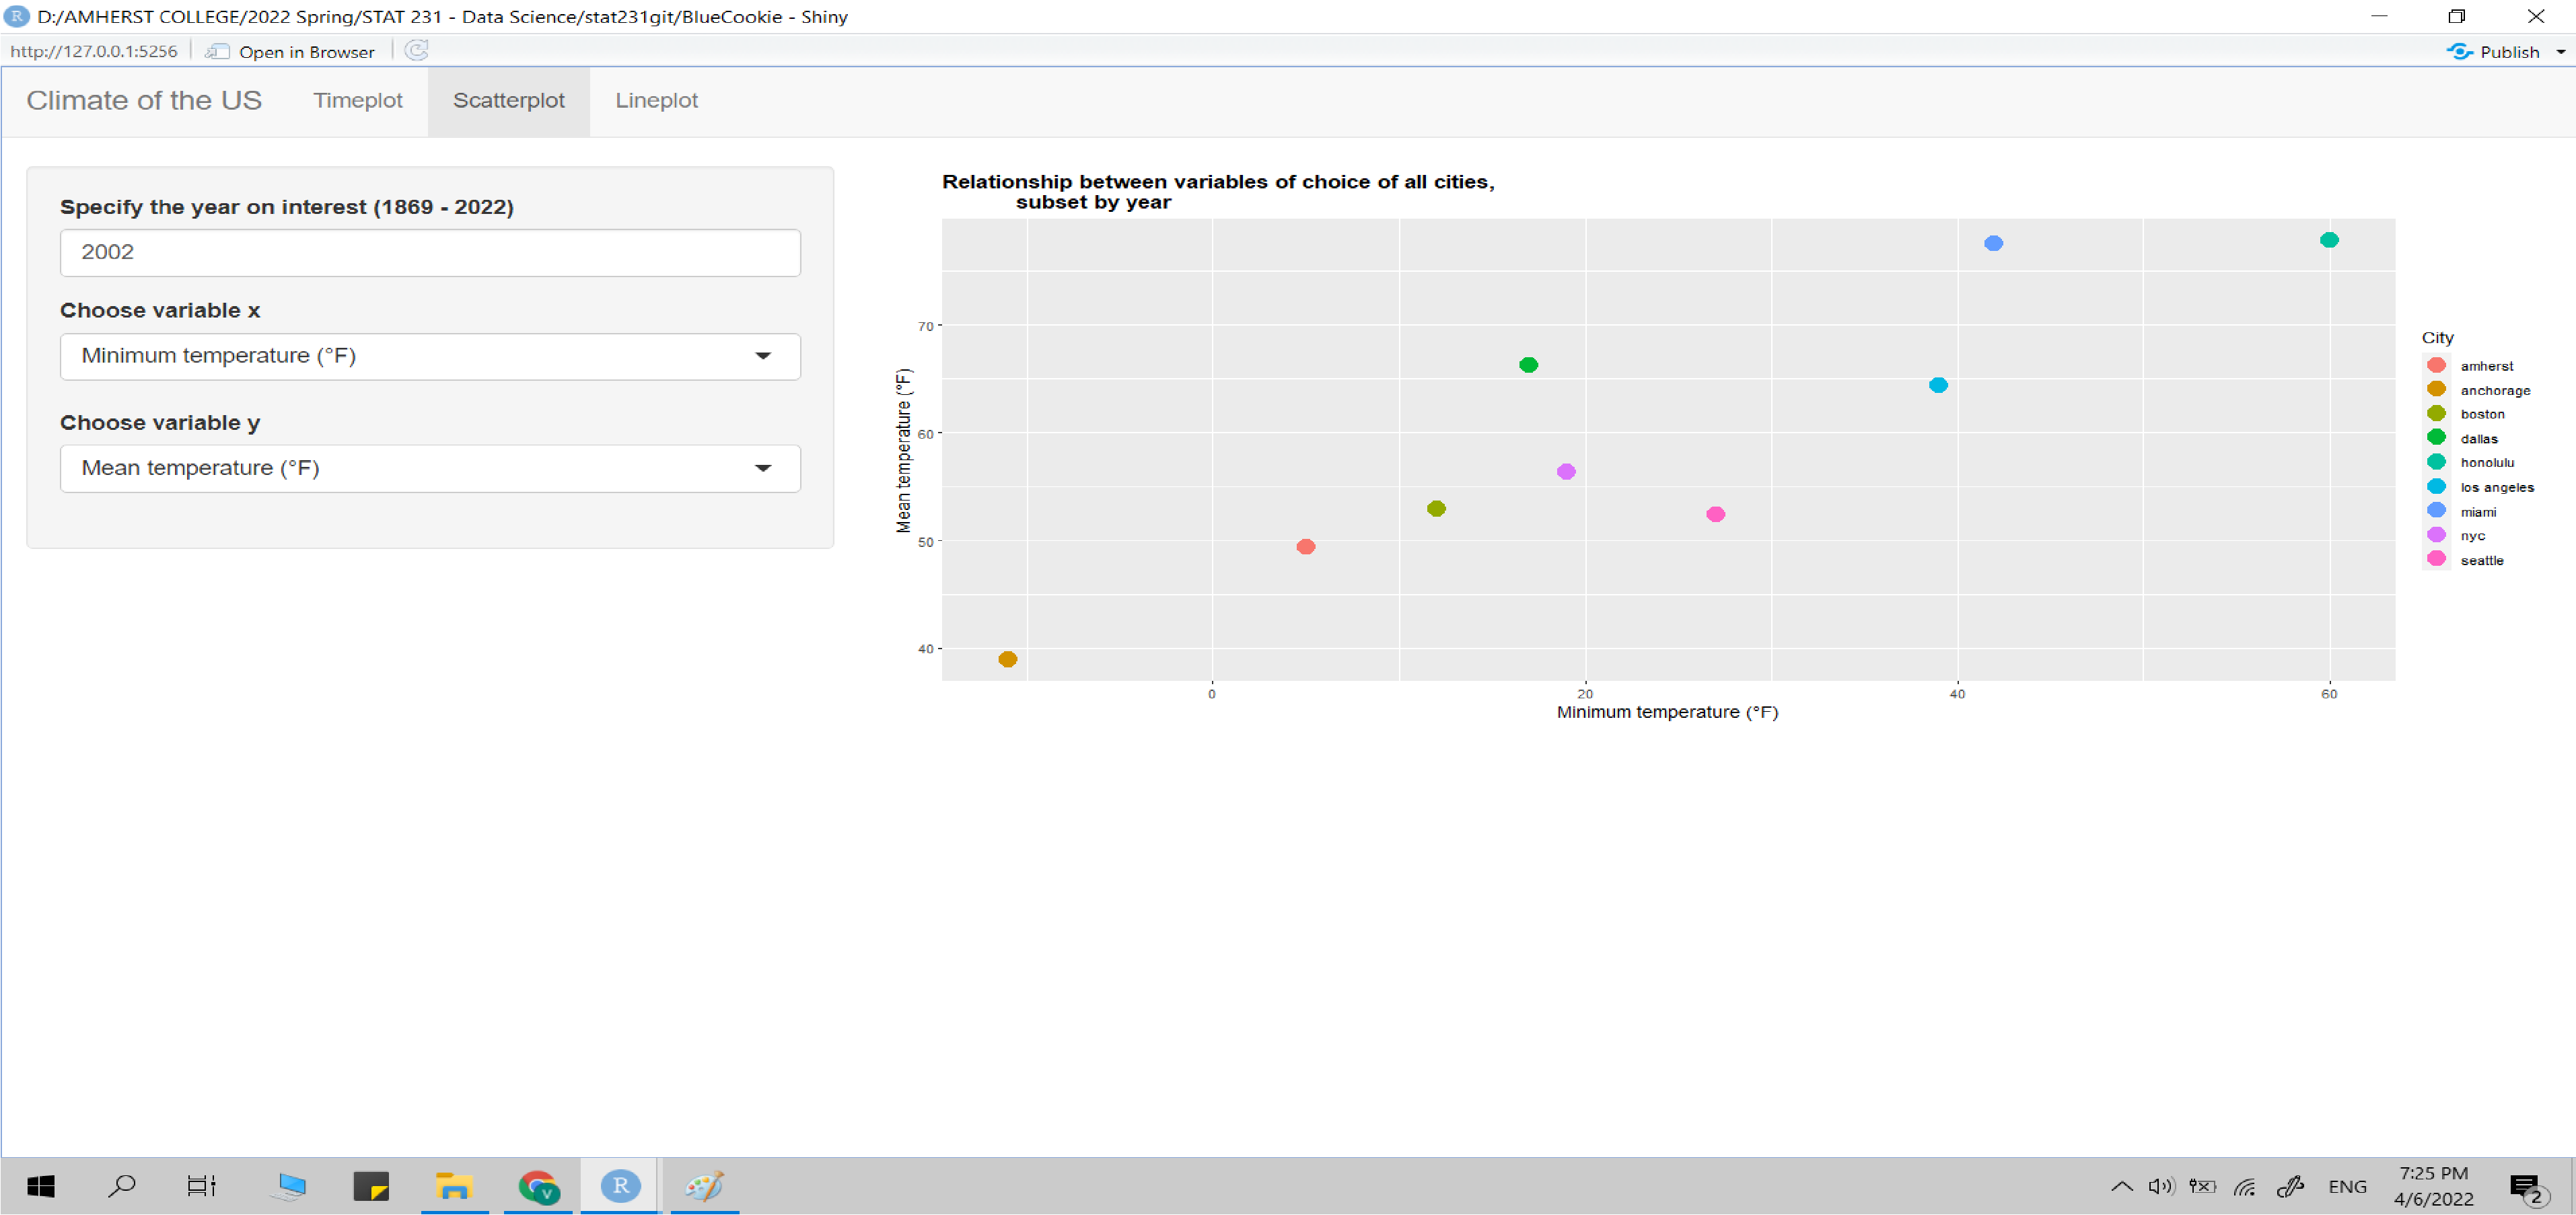 D:/AMHERST COLLEGE/2022 Spring/STAT 231 - Data Science/stat231git/BlueCookie - Shiny
http://127.0.0.1:5256 Open in Browser Publish
Climate of the US Timeplot Scatterplot Lineplot
Specify the year on interest (1869 - 2022)
2002
Choose variable x
Minimum temperature (°F)
Choose variable y
Mean temperature (°F)
Relationship between variables of choice of all cities,
subset by year
Mean temperature (°F)
70
60
50
40
0 20 40 60
Minimum temperature (°F)
City
amherst
anchorage
boston
dallas
honolulu
los angeles
miami
nyc
seattle
R
V
R
ENG
7:25 PM
4/6/2022
2